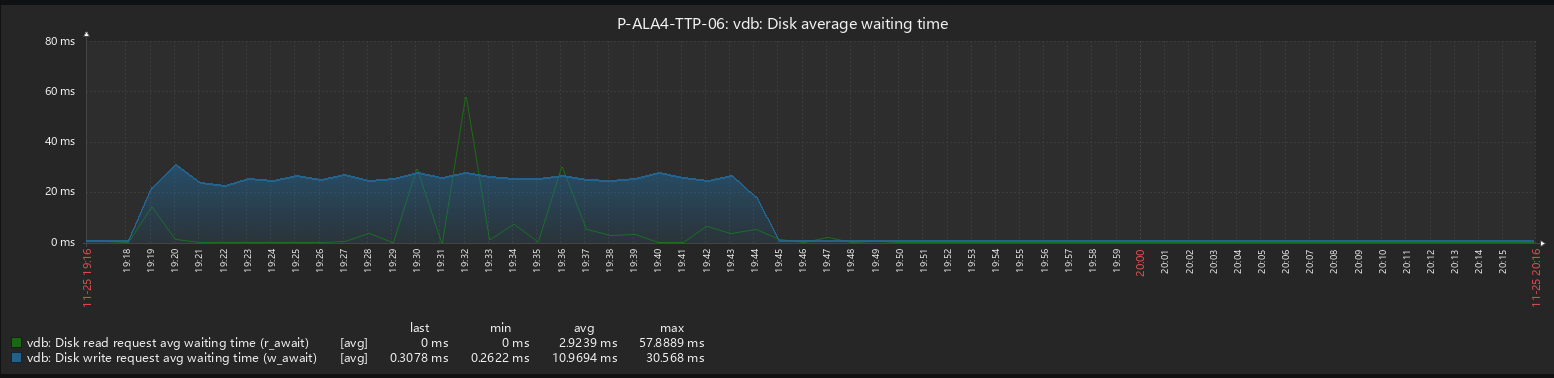 P-ALA4-TTP-06: vdb: Disk average waiting time
80 ms
60 ms
40 ms
20 ms
0 ms
11-25 19:16 19:18 19:19 19:20 19:21 19:22 19:23 19:24 19:25 19:26 19:27 19:28 19:29 19:30 19:31 19:32 19:33 19:34 19:35 19:36 19:37 19:38 19:39 19:40 19:41 19:42 19:43 19:44 19:45 19:46 19:47 19:48 19:49 19:50 19:51 19:52 19:53 19:54 19:55 19:56 19:57 19:58 19:59 20:00 20:01 20:02 20:03 20:04 20:05 20:06 20:07 20:08 20:09 20:10 20:11 20:12 20:13 20:14 20:15 11-25 20:16
last min avg max
vdb: Disk read request avg waiting time (r_await) [avg] 0 ms 0 ms 2.9239 ms 57.8889 ms
vdb: Disk write request avg waiting time (w_await) [avg] 0.3078 ms 0.2622 ms 10.9694 ms 30.568 ms